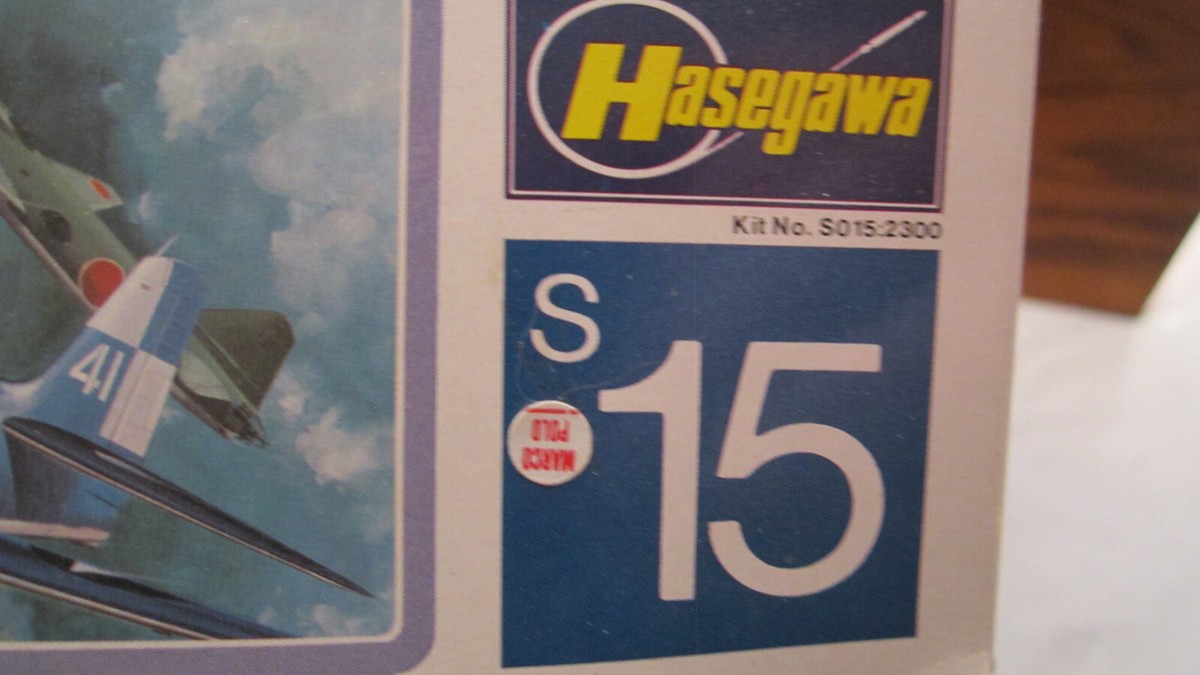 Hasegawa
Kit No. S015:2300
S
15
MARCO
POLO
41